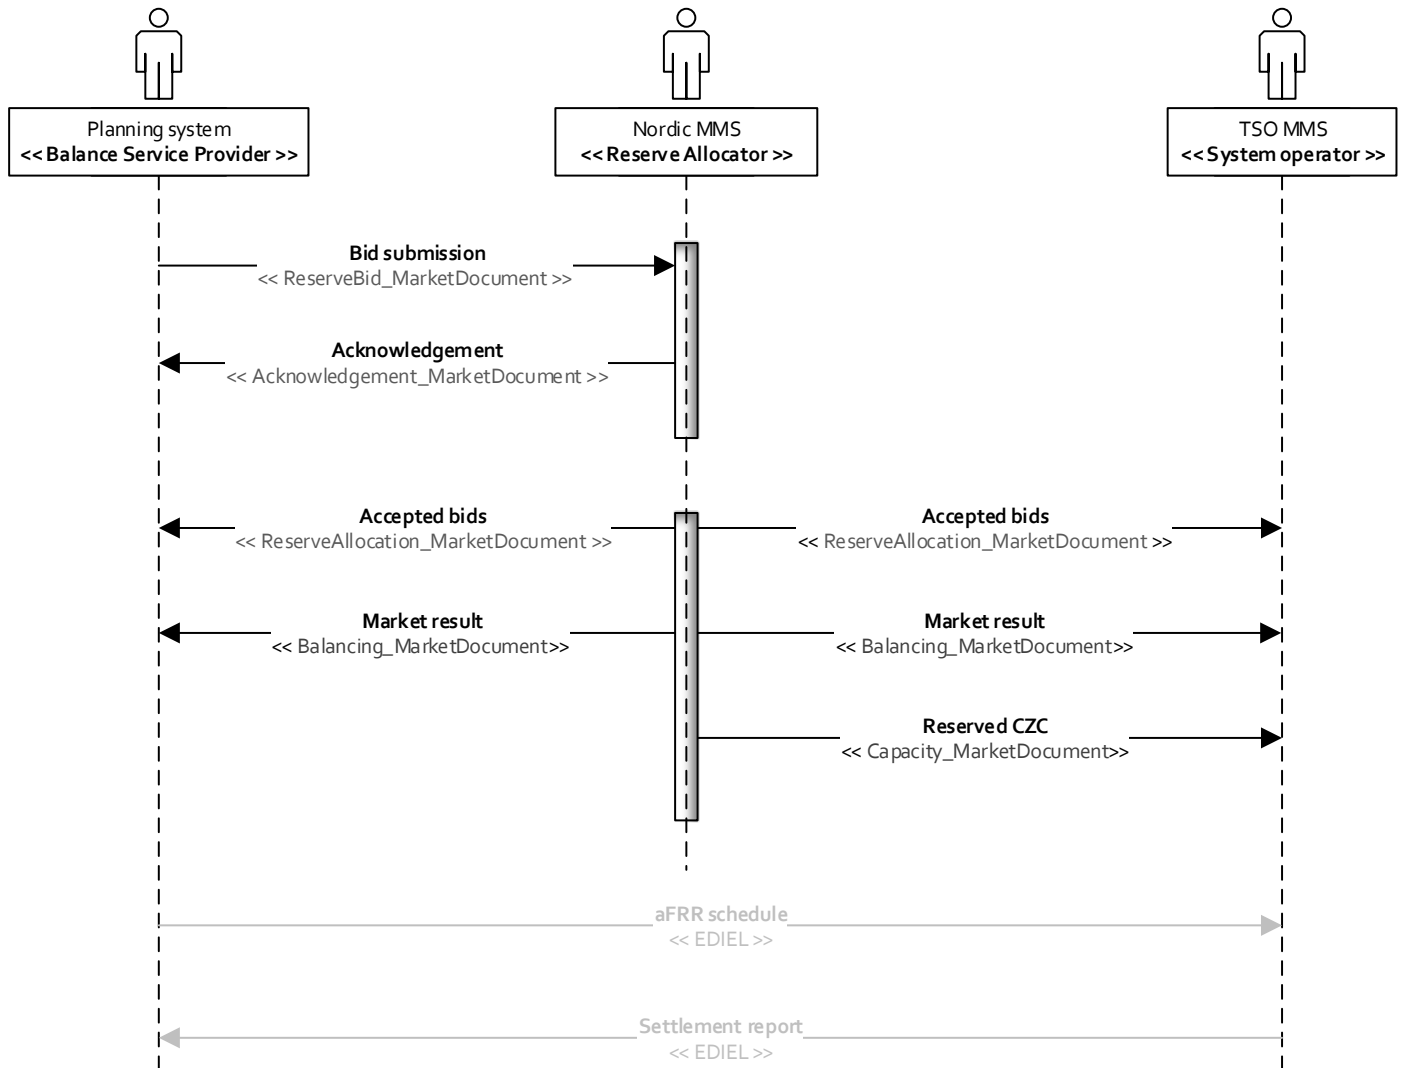 Planning system
<< Balance Service Provider >>
Nordic MMS
<< Reserve Allocator >>
TSO MMS
<< System operator >>
Bid submission
<< ReserveBid_MarketDocument >>
Acknowledgement
<< Acknowledgement_MarketDocument >>
Accepted bids
<< ReserveAllocation_MarketDocument >>
Accepted bids
<< ReserveAllocation_MarketDocument >>
Market result
<< Balancing_MarketDocument>>
Market result
<< Balancing_MarketDocument>>
Reserved CZC
<< Capacity_MarketDocument>>
aFRR schedule
<< EDIEL >>
Settlement report
<< EDIEL >>